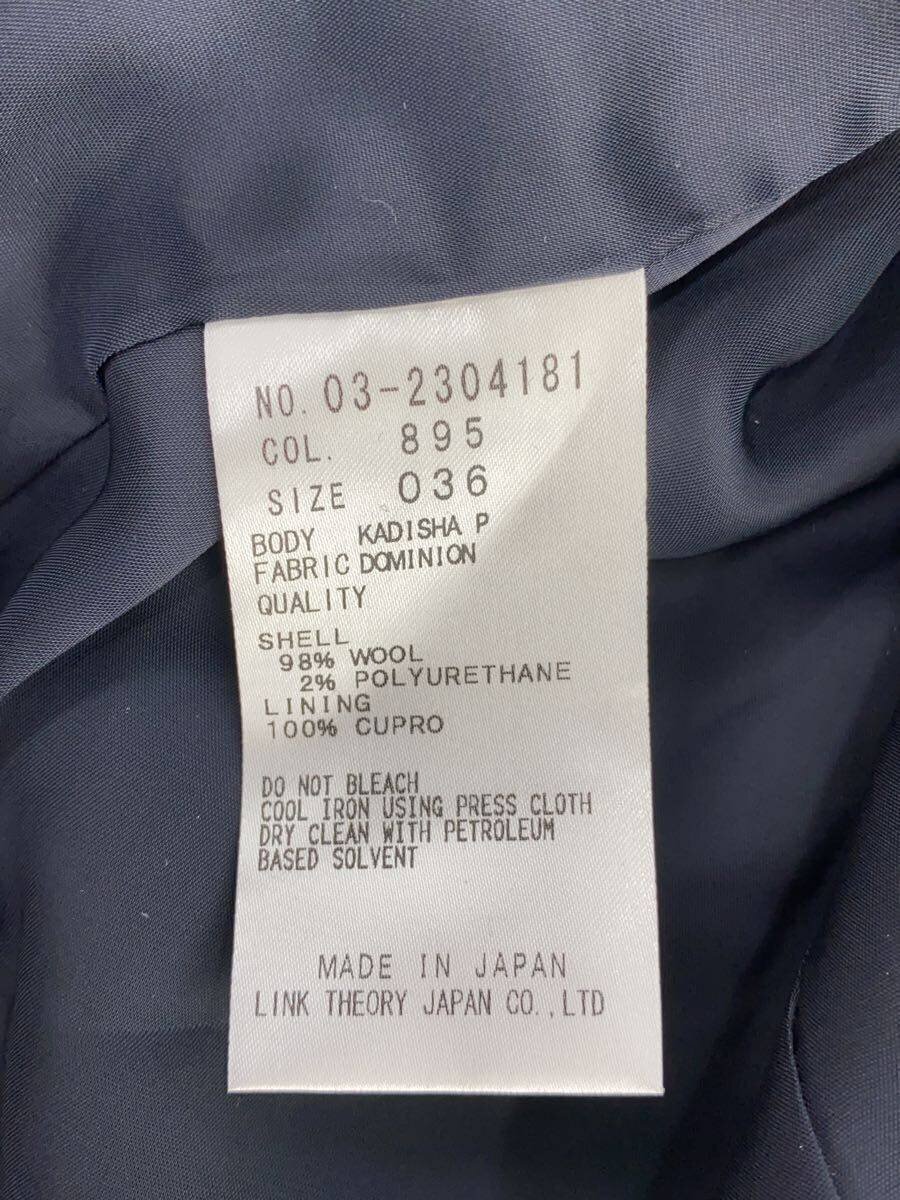 NO. 03-2304181
COL. 895
SIZE 036
BODY KADISHA P
FABRIC DOMINION
QUALITY
SHELL
98% WOOL
2% POLYURETHANE
LINING
100% CUPRO
DO NOT BLEACH
COOL IRON USING PRESS CLOTH
DRY CLEAN WITH PETROLEUM
BASED SOLVENT
MADE IN JAPAN
LINK THEORY JAPAN CO.,LTD